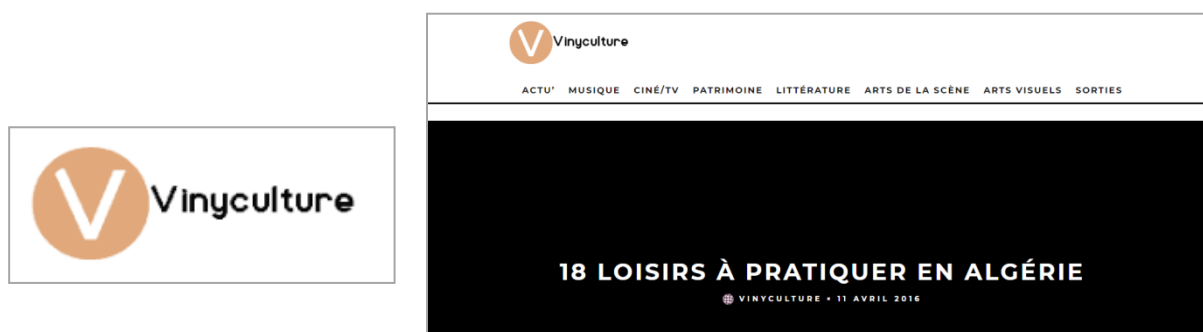 V Vinyculture
V Vinyculture
ACTU' MUSIQUE CINÉ/TV PATRIMOINE LITTÉRATURE ARTS DE LA SCÈNE ARTS VISUELS SORTIES
18 LOISIRS À PRATIQUER EN ALGÉRIE
VINYCULTURE • 11 AVRIL 2016